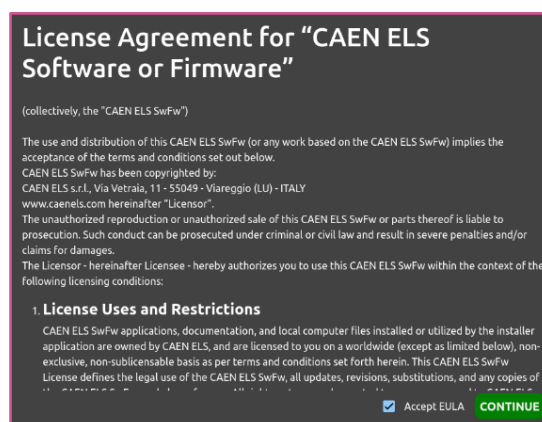 License Agreement for “CAEN ELS
Software or Firmware”
(collectively, the "CAEN ELS SwFw")
The use and distribution of this CAEN ELS SwFw (or any work based on the CAEN ELS SwFw) implies the
acceptance of the terms and conditions set out below.
CAEN ELS SwFw has been copyrighted by:
CAEN ELS s.r.l., Via Vetraia, 11 - 55049 - Viareggio (LU) - ITALY
www.caenels.com hereinafter "Licensor".
The unauthorized reproduction or unauthorized sale of this CAEN ELS SwFw or parts thereof is liable to
prosecution. Such conduct can be prosecuted under criminal or civil law and result in severe penalties and/or
claims for damages.
The Licensor - hereinafter Licensee - hereby authorizes you to use this CAEN ELS SwFw within the context of the
following licensing conditions:
1. License Uses and Restrictions
CAEN ELS SwFw applications, documentation, and local computer files installed or utilized by the installer
application are owned by CAEN ELS, and are licensed to you on a worldwide (except as limited below), non-
exclusive, non-sublicensable basis as per terms and conditions set forth herein. This CAEN ELS SwFw
License defines the legal use of the CAEN ELS SwFw, all updates, revisions, substitutions, and any copies of
Accept EULA CONTINUE